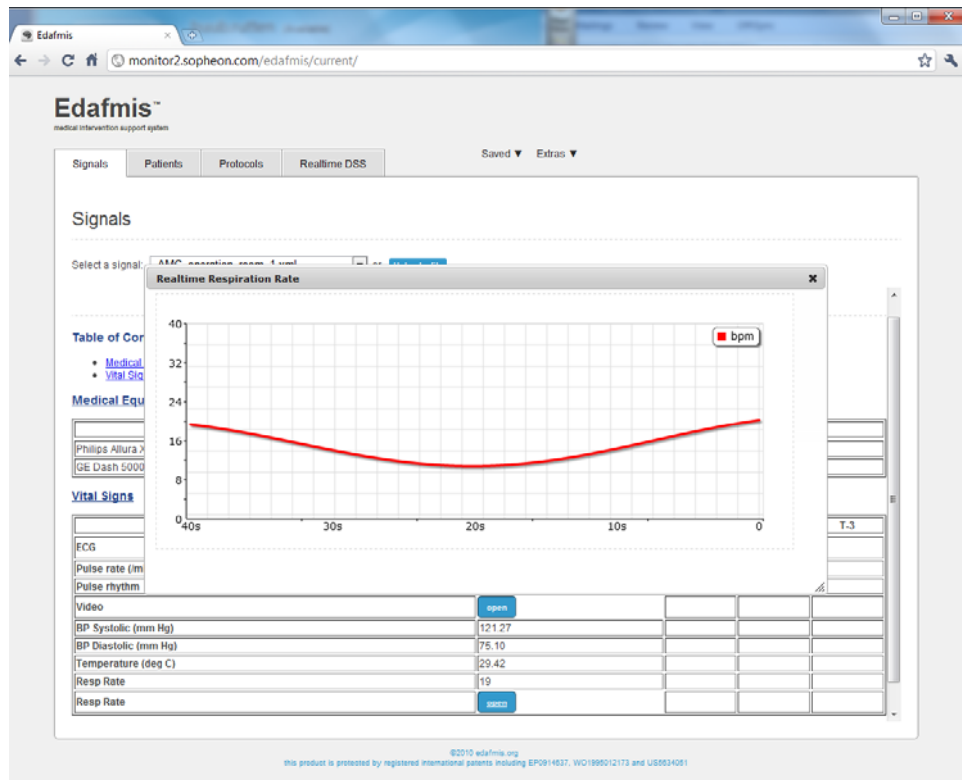 Edafmis
monitor2.sopheon.com/edafmis/current/
Edafmis™
medical intervention support system
Signals Patients Protocols Realtime DSS Saved ▼ Extras ▼
Signals
Select a signal: AMC_operation_room_1.xml or
Realtime Respiration Rate
40
bpm
32
24
16
8
0
40s 30s 20s 10s 0
Table of Con
Medical
Vital Sig
Medical Equ
Philips Allura X
GE Dash 5000
Vital Signs
T-3
ECG
Pulse rate (/m
Pulse rhythm
Video open
BP Systolic (mm Hg) 121.27
BP Diastolic (mm Hg) 75.10
Temperature (deg C) 29.42
Resp Rate 19
Resp Rate open
©2010 edafmis.org
this product is protected by registered international patents including EP0914637, WO1998012173 and US6634081